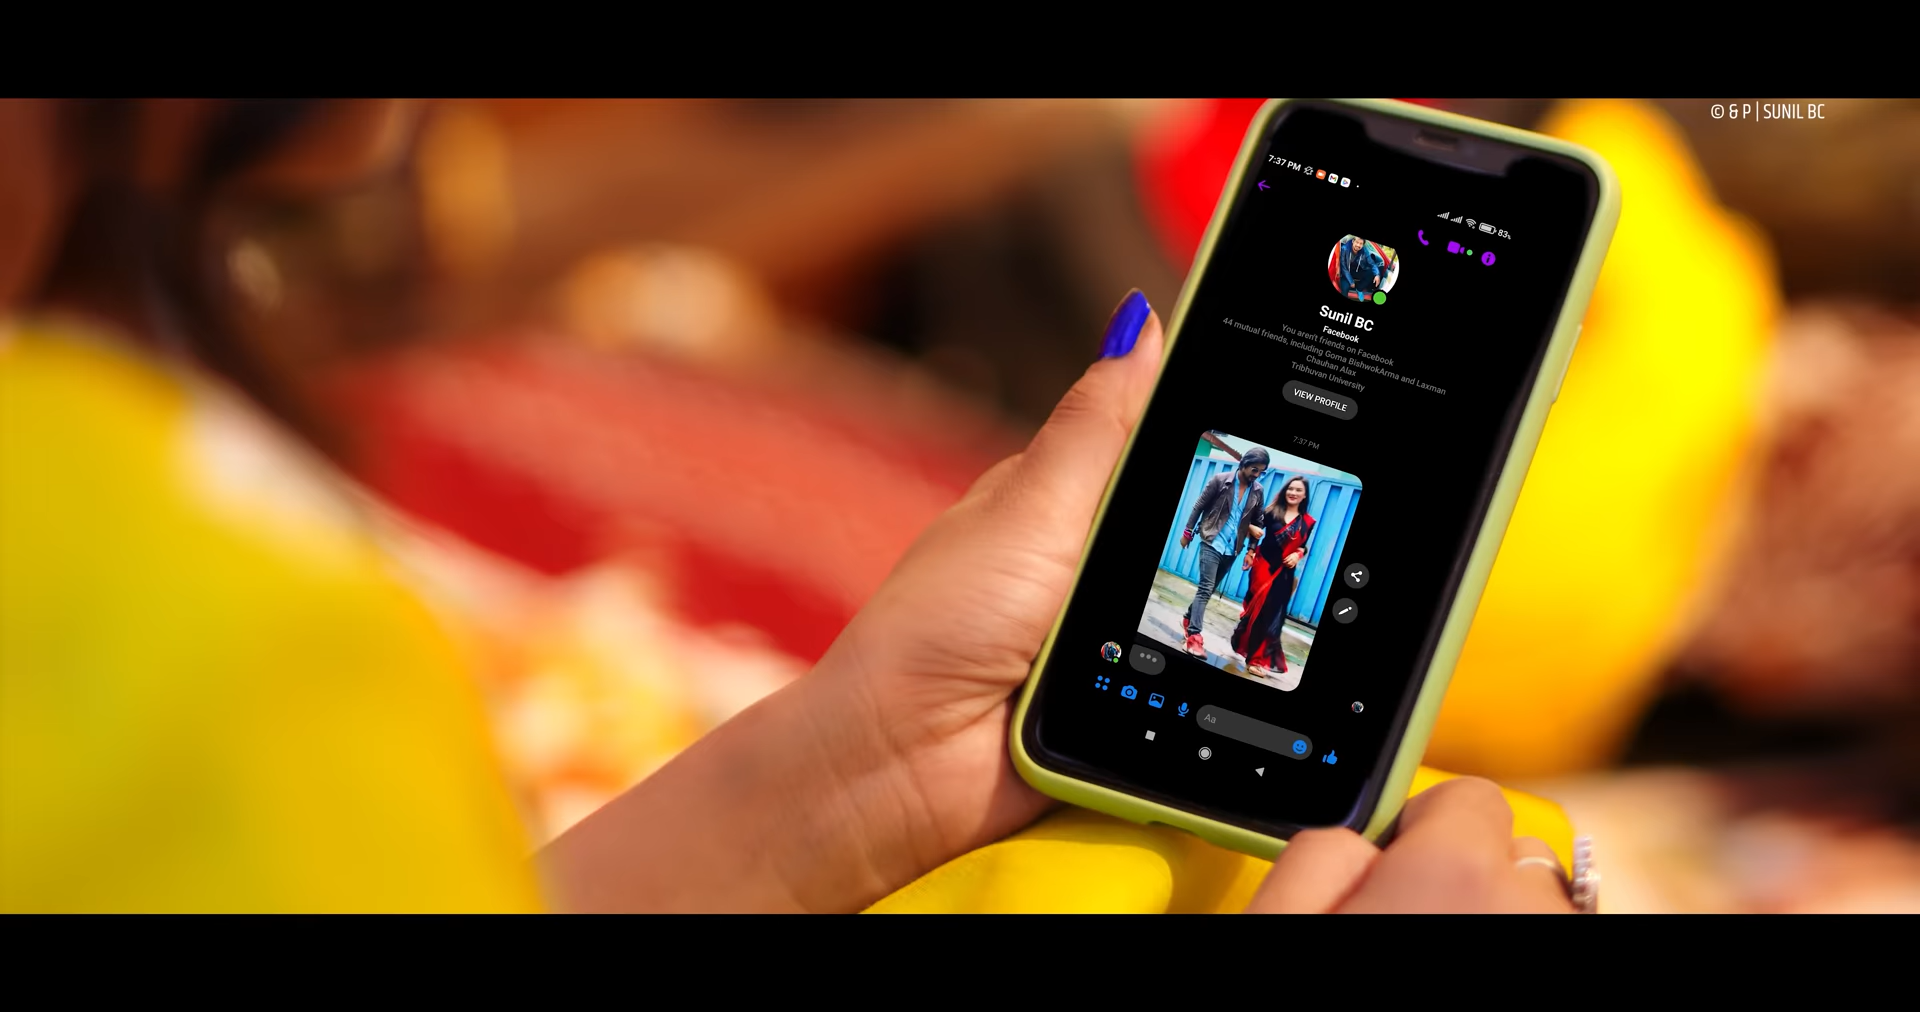 © & P | SUNIL BC
7:37 PM
83%
Sunil BC
Facebook
You aren't friends on Facebook
44 mutual friends, including Goma BishwokArma and Laxman
Chauhan Alax
Tribhuvan University
VIEW PROFILE
7:37 PM
Aa